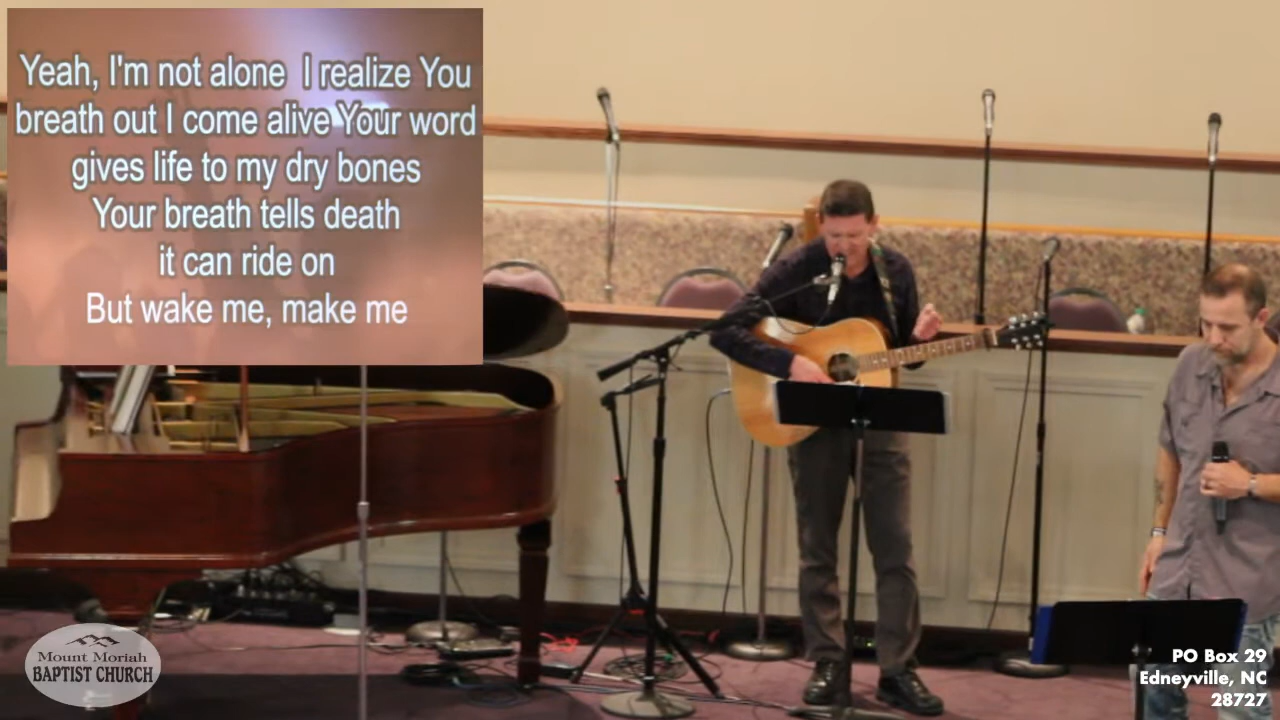 Yeah, I'm not alone I realize You
breath out I come alive Your word
gives life to my dry bones
Your breath tells death
it can ride on
But wake me, make me
Mount Moriah
BAPTIST CHURCH
PO Box 29
Edneyville, NC
28727